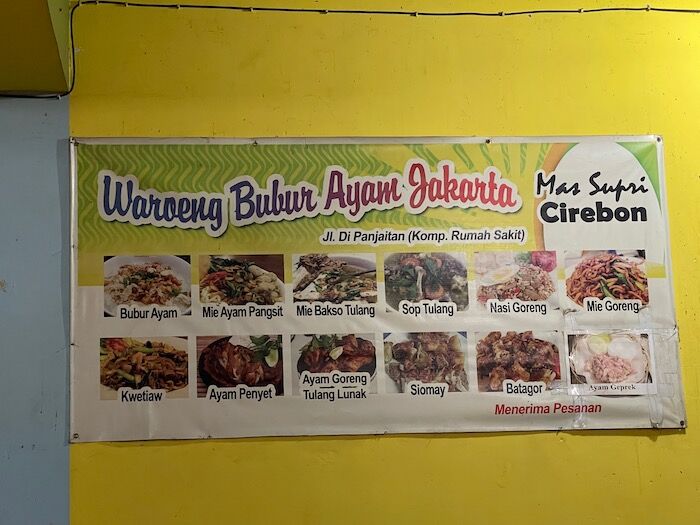 Waroeng Bubur Ayam Jakarta
Mas Supri
Cirebon
Jl. Di Panjaitan (Komp. Rumah Sakit)
Bubur Ayam
Mie Ayam Pangsit
Mie Bakso Tulang
Sop Tulang
Nasi Goreng
Mie Goreng
Kwetiaw
Ayam Penyet
Ayam Goreng
Tulang Lunak
Siomay
Batagor
Ayam Geprek
Menerima Pesanan